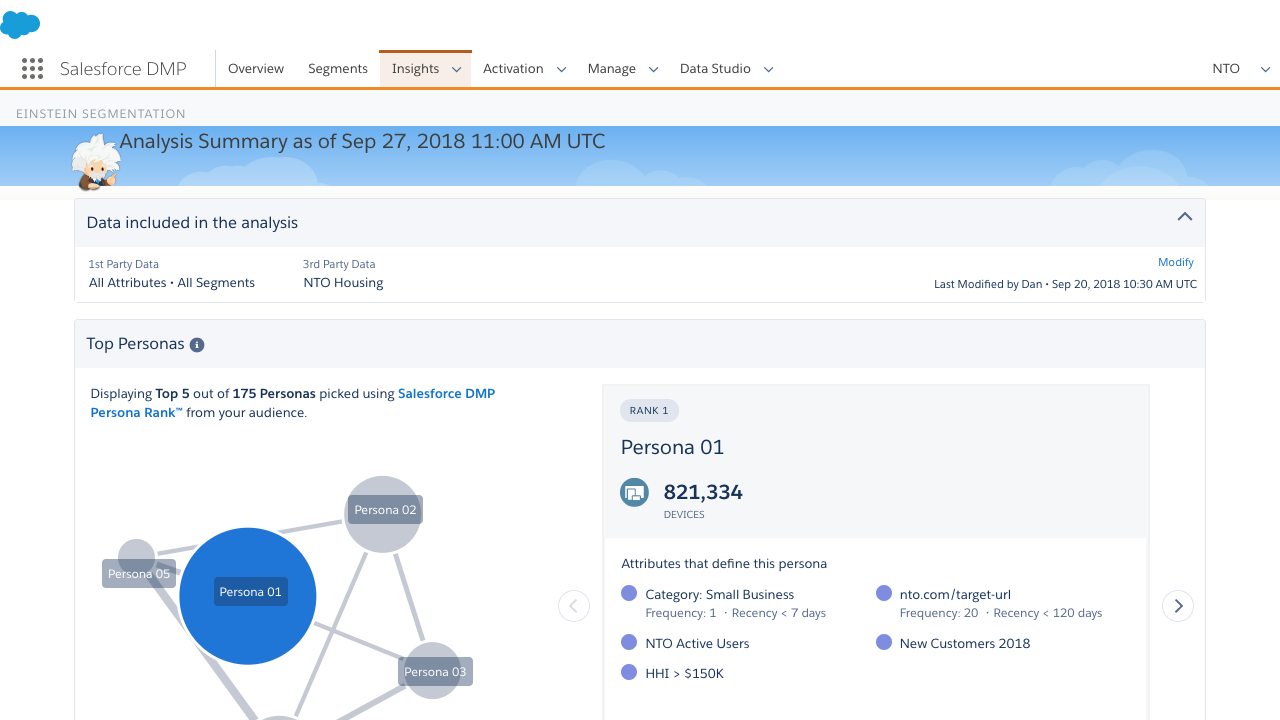 Salesforce DMP
Overview
Segments
Insights
Activation
Manage
Data Studio
NTO
EINSTEIN SEGMENTATION
Analysis Summary as of Sep 27, 2018 11:00 AM UTC
Data included in the analysis
1st Party Data
All Attributes • All Segments
3rd Party Data
NTO Housing
Modify
Last Modified by Dan • Sep 20, 2018 10:30 AM UTC
Top Personas
Displaying Top 5 out of 175 Personas picked using Salesforce DMP
Persona Rank™ from your audience.
Persona 02
Persona 05
Persona 01
Persona 03
RANK 1
Persona 01
821,334
DEVICES
Attributes that define this persona
Category: Small Business
Frequency: 1 · Recency < 7 days
nto.com/target-url
Frequency: 20 · Recency < 120 days
NTO Active Users
New Customers 2018
HHI > $150K